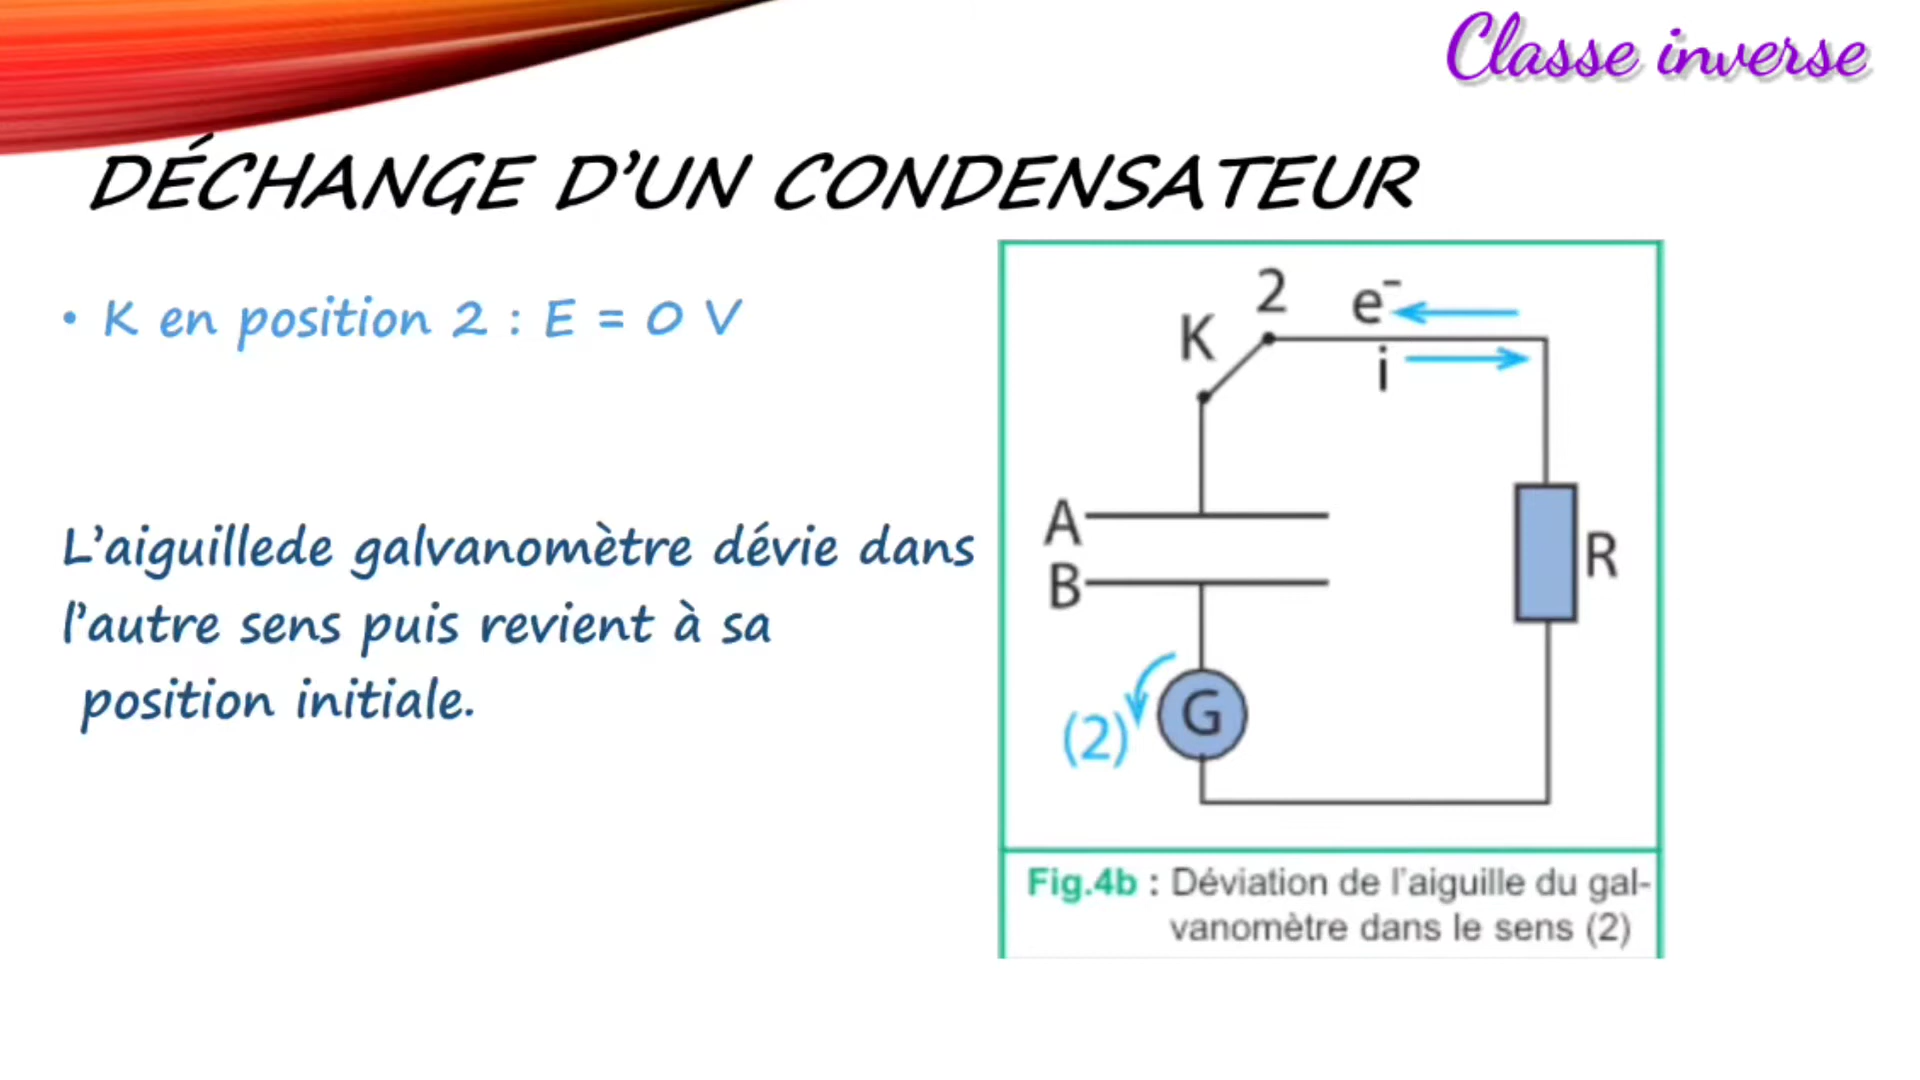 Classe inverse
DÉCHANGE D’UN CONDENSATEUR
• K en position 2 : E = 0 V
L’aiguillede galvanomètre dévie dans
l’autre sens puis revient à sa
position initiale.
2
e⁻
K
i
A
B
R
G
(2)
Fig.4b : Déviation de l'aiguille du gal-
vanomètre dans le sens (2)